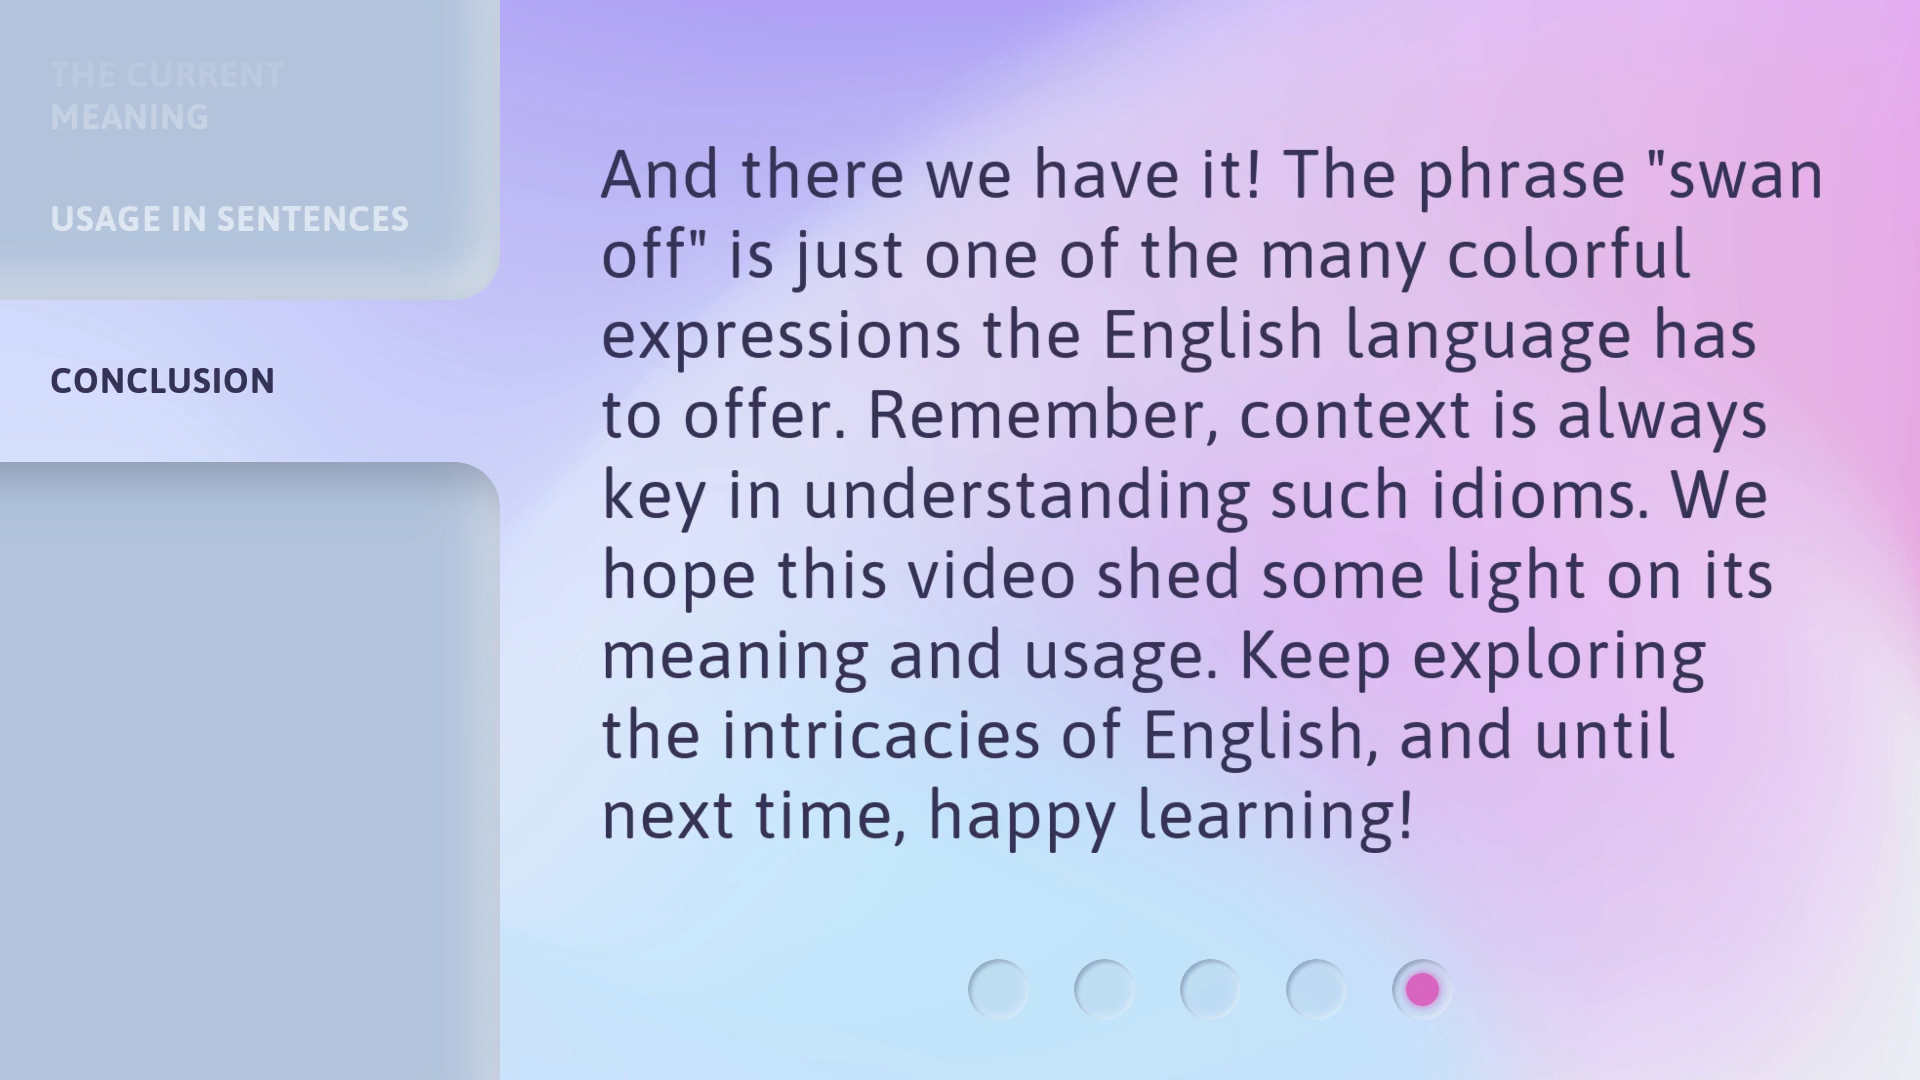 THE CURRENT
MEANING
USAGE IN SENTENCES
CONCLUSION
And there we have it! The phrase "swan
off" is just one of the many colorful
expressions the English language has
to offer. Remember, context is always
key in understanding such idioms. We
hope this video shed some light on its
meaning and usage. Keep exploring
the intricacies of English, and until
next time, happy learning!